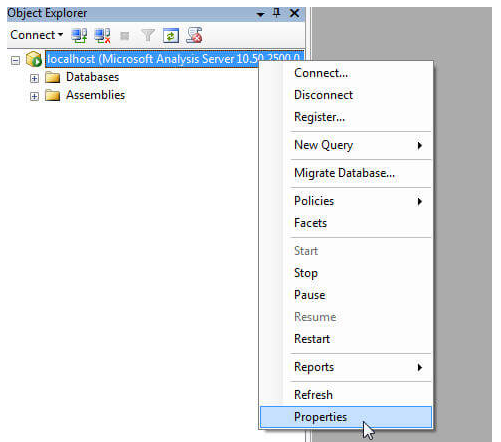 Object Explorer
Connect
localhost (Microsoft Analysis Server 10.50.2500.0
Databases
Assemblies
Connect...
Disconnect
Register...
New Query
Migrate Database...
Policies
Facets
Start
Stop
Pause
Resume
Restart
Reports
Refresh
Properties